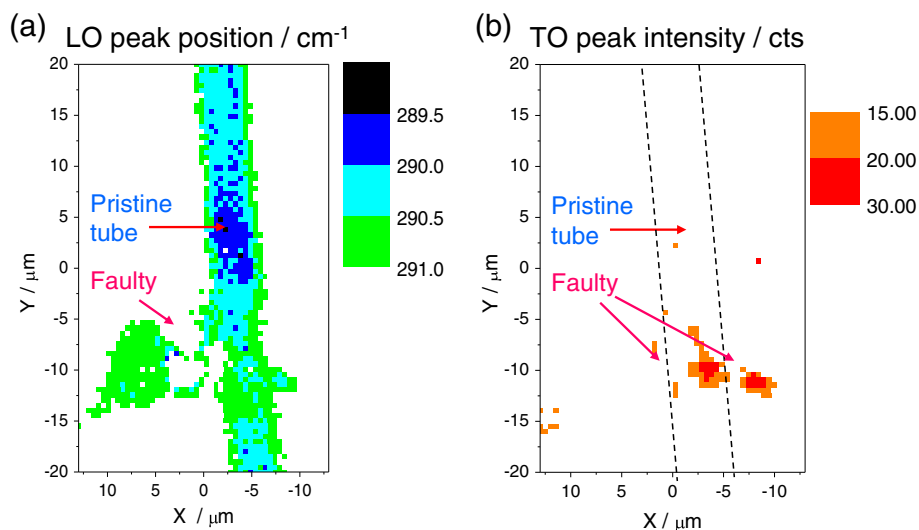 (a) LO peak position / cm⁻¹
20
15
10
5
0
-5
-10
-15
-20
Y / μm
10 5 0 -5 -10
X / μm
Pristine
tube
Faulty
289.5
290.0
290.5
291.0
(b) TO peak intensity / cts
20
15
10
5
0
-5
-10
-15
-20
Y / μm
10 5 0 -5 -10
X / μm
Pristine
tube
Faulty
15.00
20.00
30.00